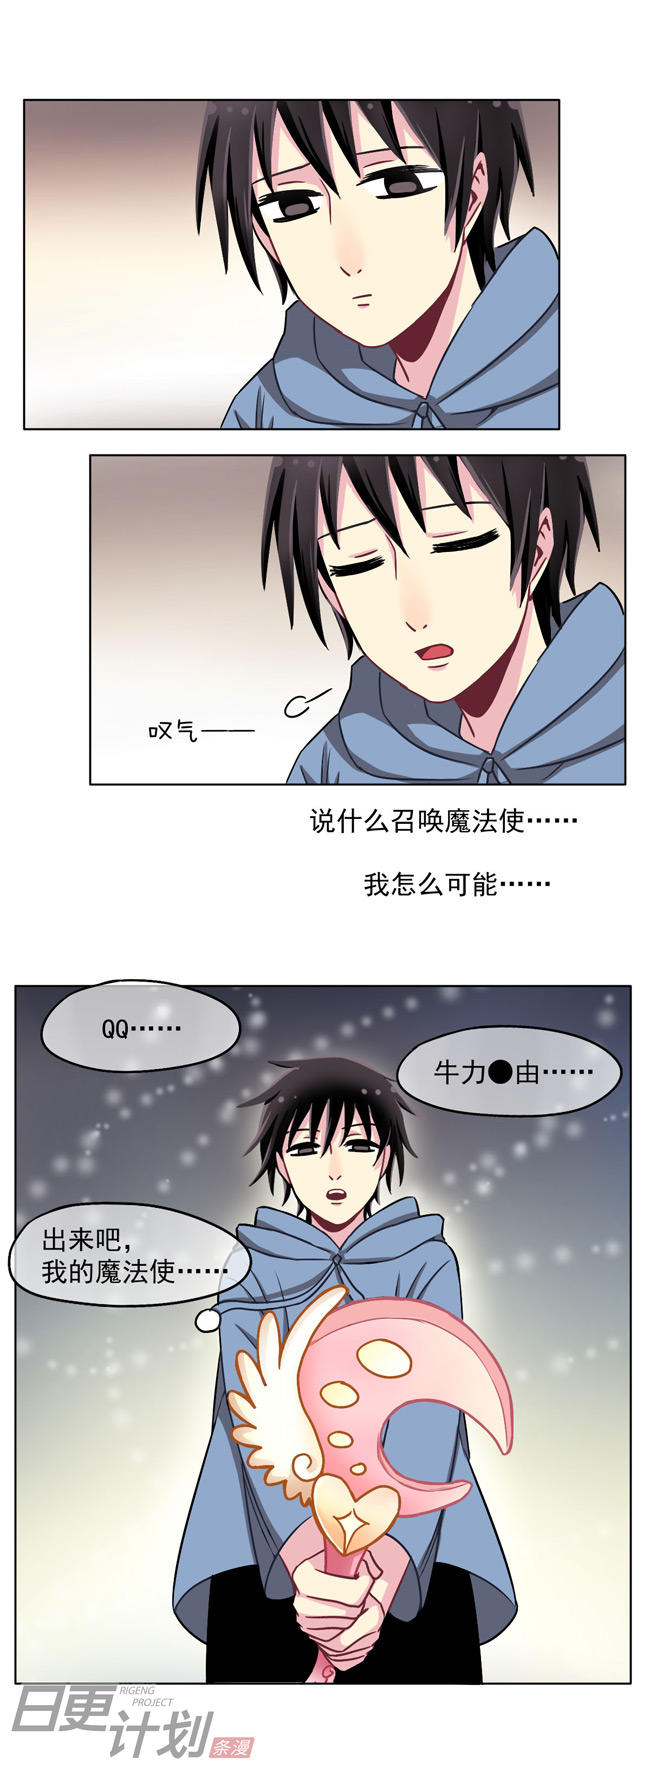 叹气——
说什么召唤魔法使……
我怎么可能……
QQ……
牛力●由……
出来吧，
我的魔法使……
日更
RIGENG
PROJECT
计划
条漫